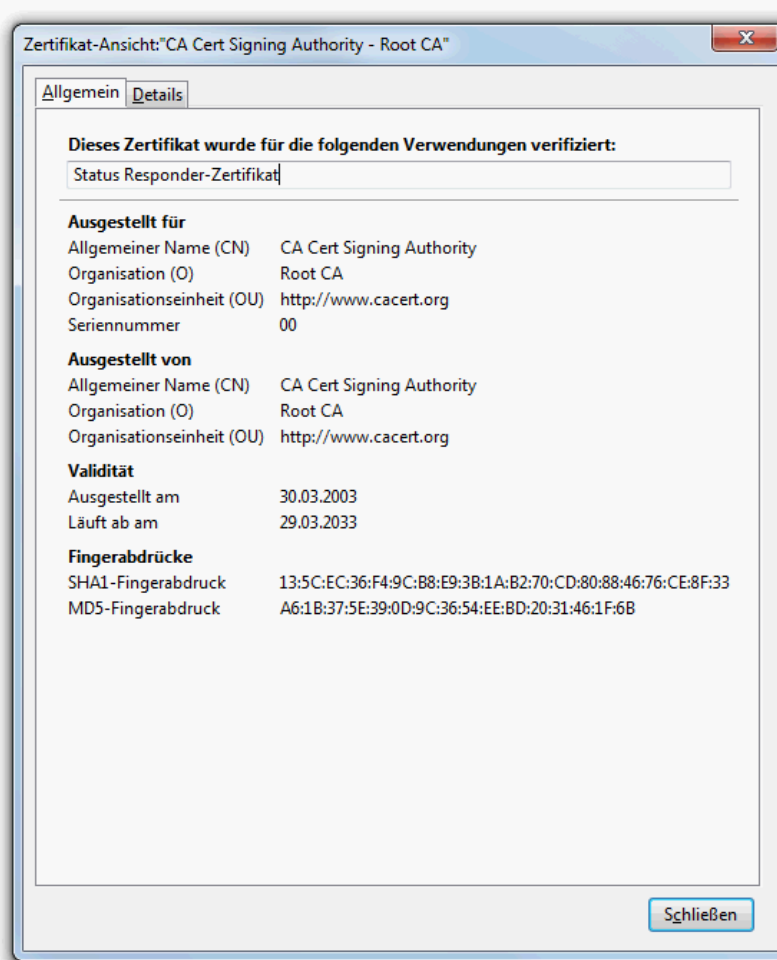 Zertifikat-Ansicht:"CA Cert Signing Authority - Root CA"
Allgemein Details
Dieses Zertifikat wurde für die folgenden Verwendungen verifiziert:
Status Responder-Zertifikat
Ausgestellt für
Allgemeiner Name (CN) CA Cert Signing Authority
Organisation (O) Root CA
Organisationseinheit (OU) http://www.cacert.org
Seriennummer 00
Ausgestellt von
Allgemeiner Name (CN) CA Cert Signing Authority
Organisation (O) Root CA
Organisationseinheit (OU) http://www.cacert.org
Validität
Ausgestellt am 30.03.2003
Läuft ab am 29.03.2033
Fingerabdrücke
SHA1-Fingerabdruck 13:5C:EC:36:F4:9C:B8:E9:3B:1A:B2:70:CD:80:88:46:76:CE:8F:33
MD5-Fingerabdruck A6:1B:37:5E:39:0D:9C:36:54:EE:BD:20:31:46:1F:6B
Schließen